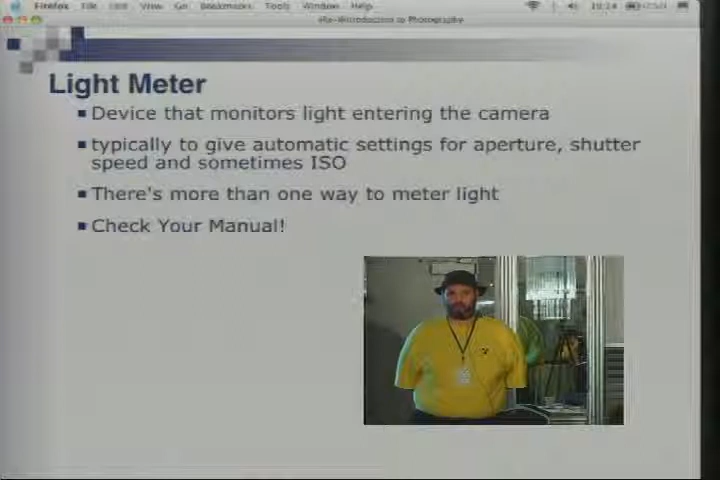 Firefox File Edit View Go Bookmarks Tools Window Help
Introduction to Photography
Light Meter
Device that monitors light entering the camera
typically to give automatic settings for aperture, shutter
speed and sometimes ISO
There's more than one way to meter light
Check Your Manual!